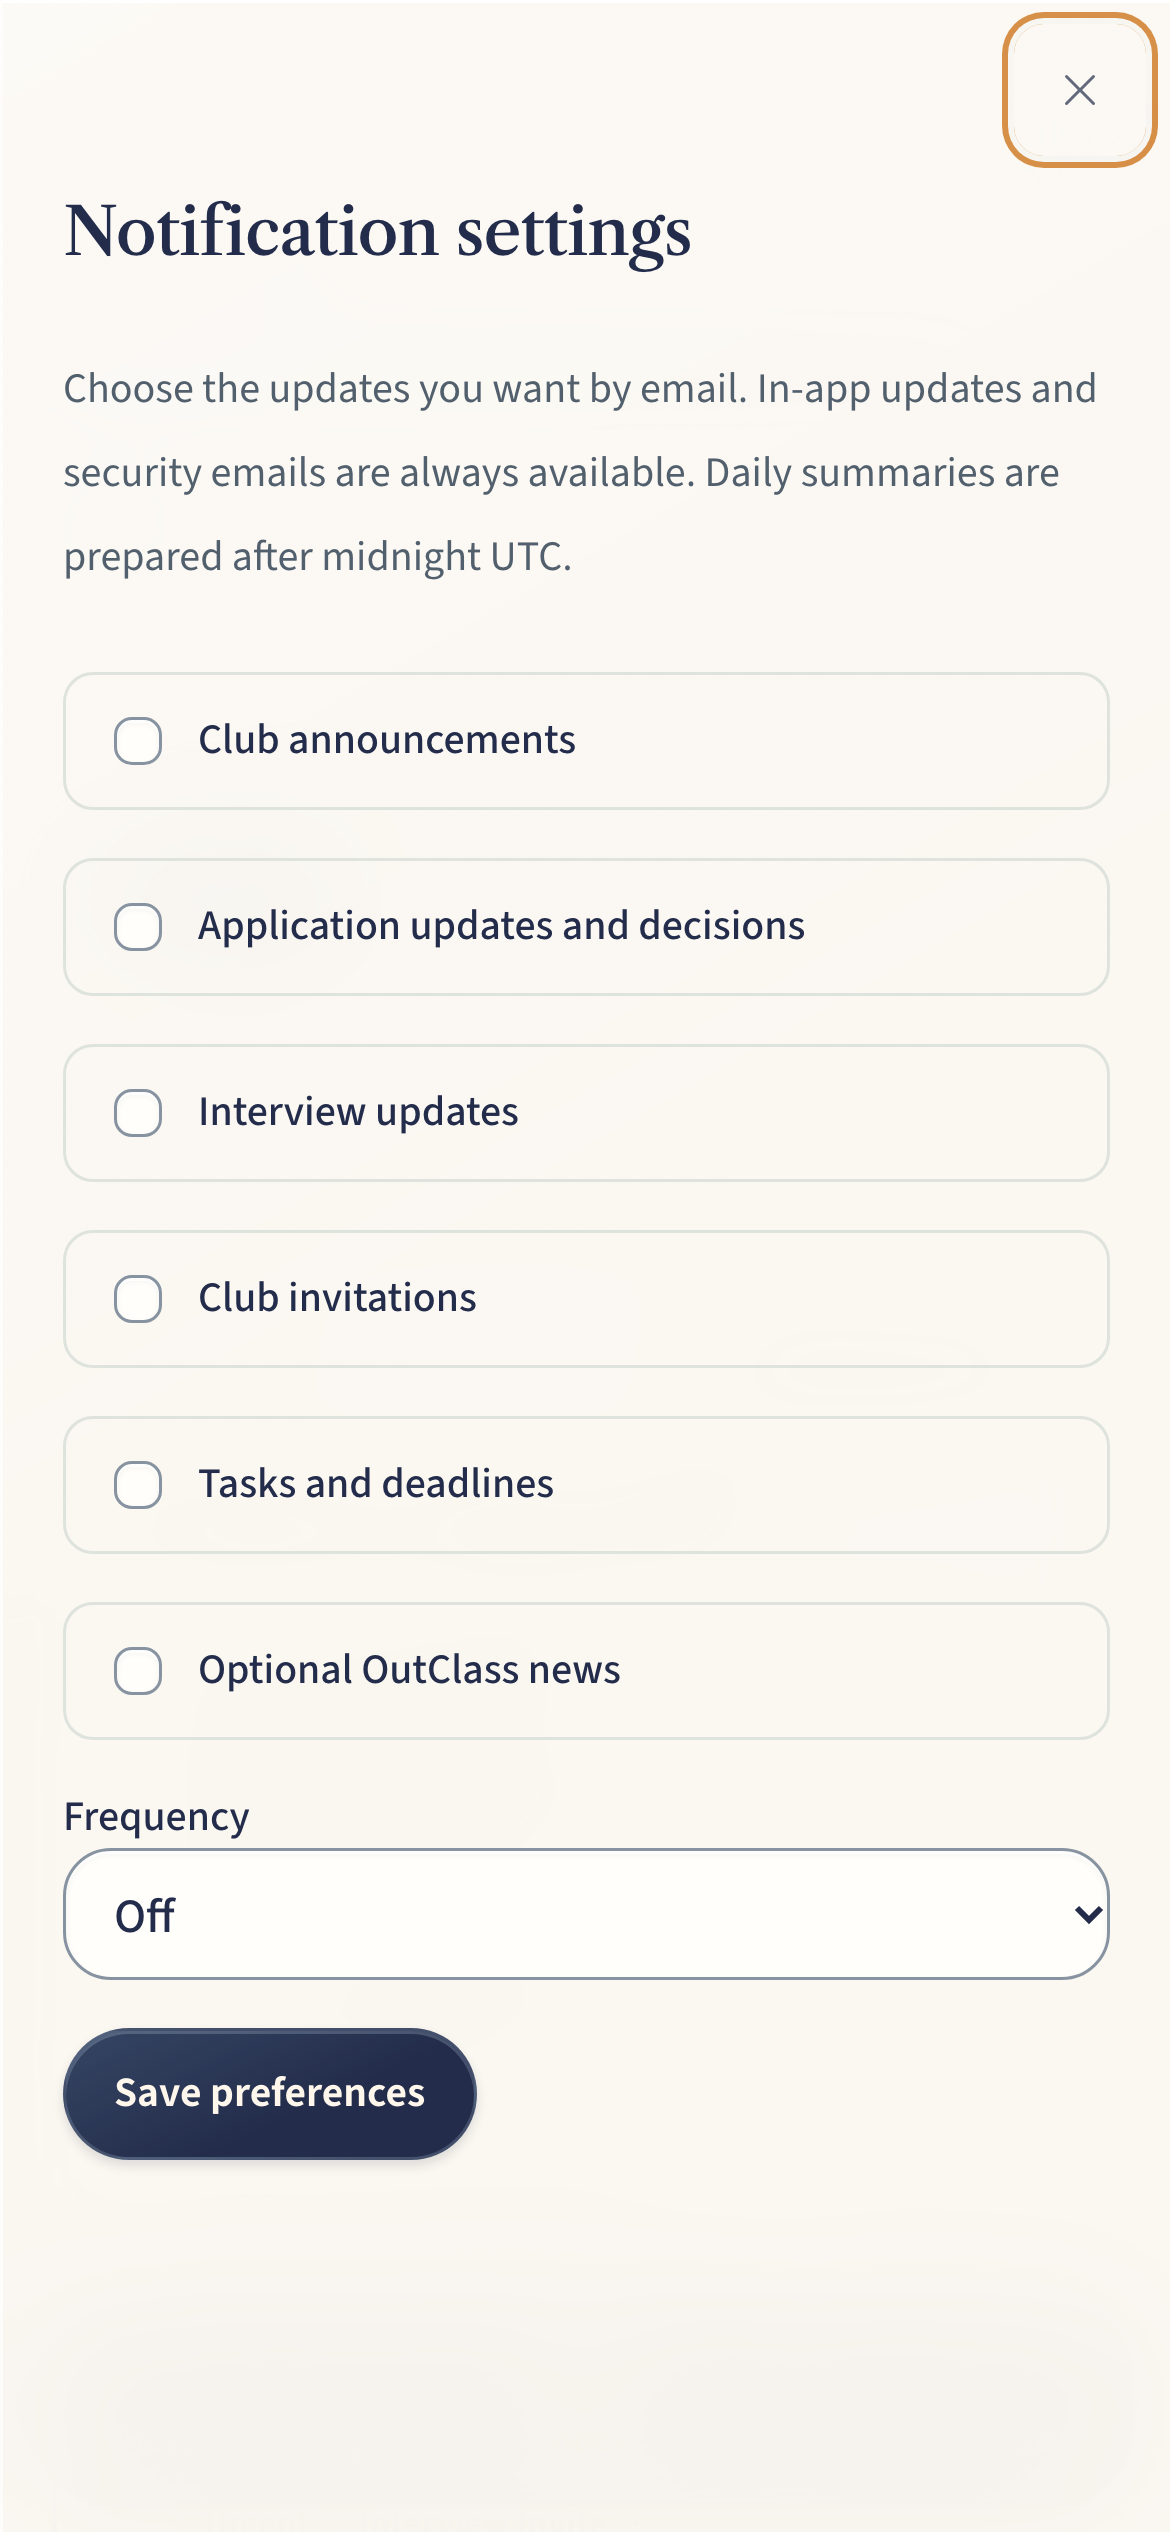 Notification settings
Choose the updates you want by email. In-app updates and
security emails are always available. Daily summaries are
prepared after midnight UTC.
Club announcements
Application updates and decisions
Interview updates
Club invitations
Tasks and deadlines
Optional OutClass news
Frequency
Off
Save preferences